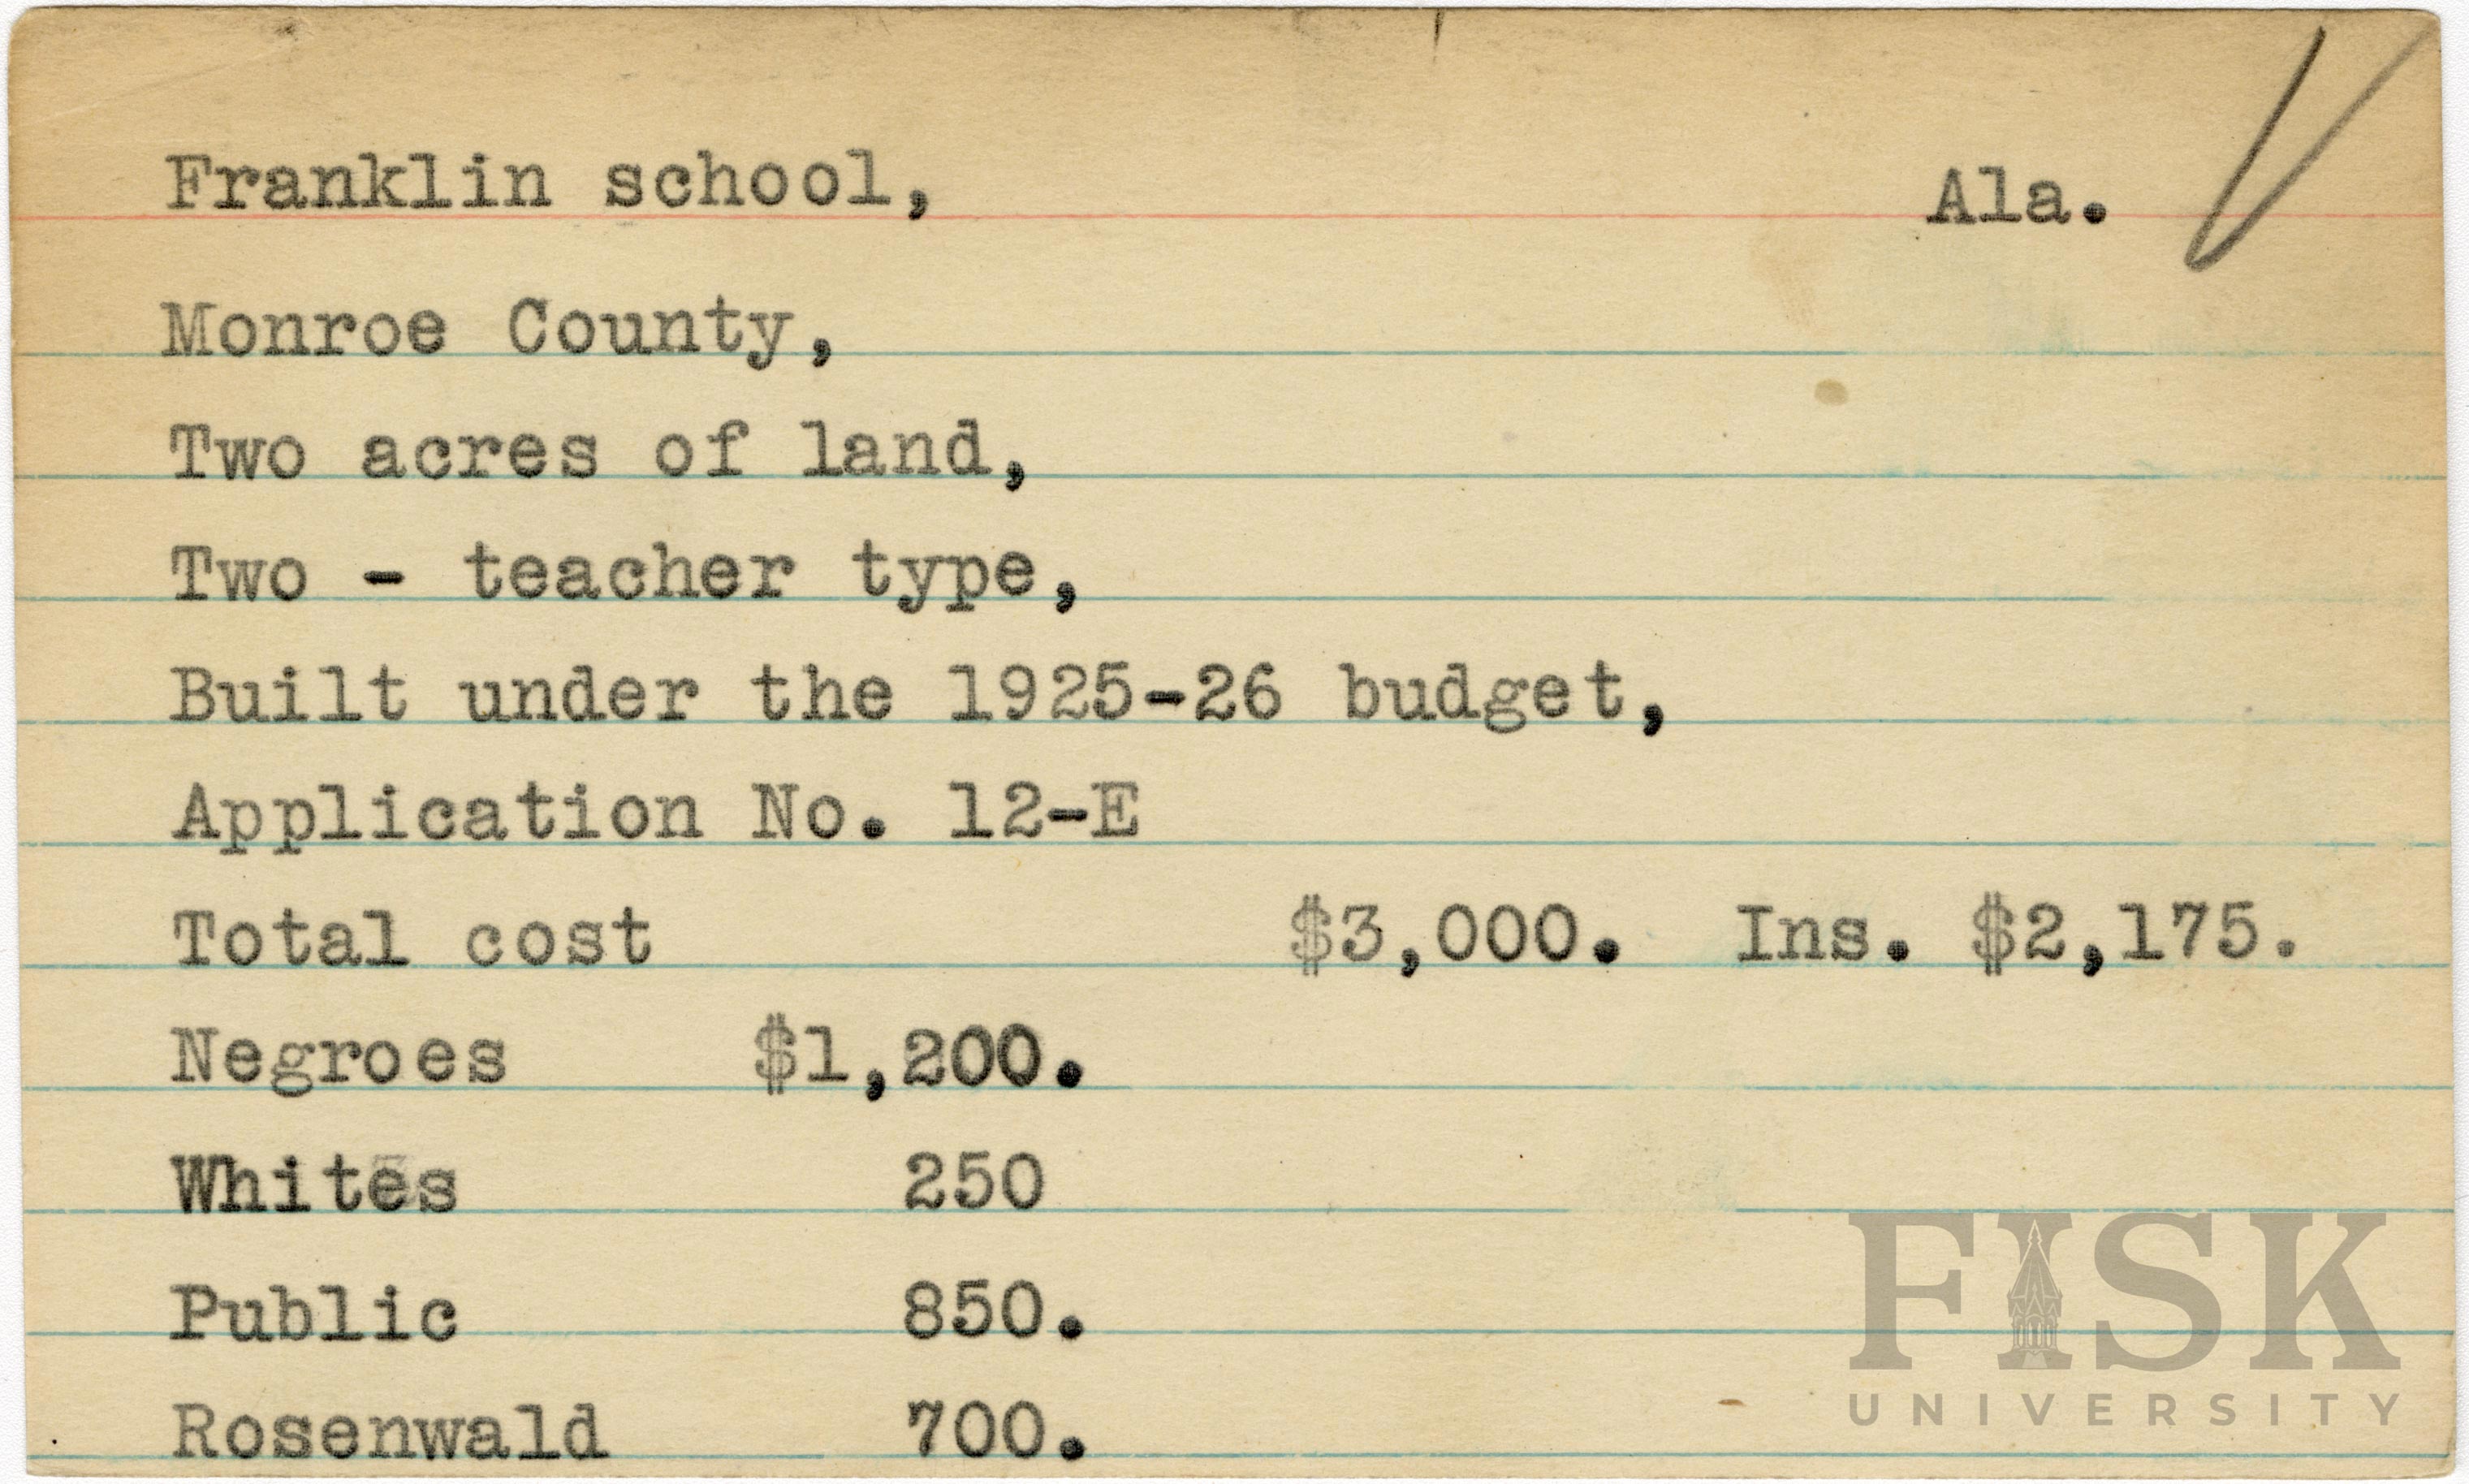 Franklin school, Ala.
Monroe County,
Two acres of land,
Two - teacher type,
Built under the 1925-26 budget,
Application No. 12-E
Total cost $3,000. Ins. $2,175.
Negroes $1,200.
Whites 250
Public 850.
Rosenwald 700.
FISK
UNIVERSITY